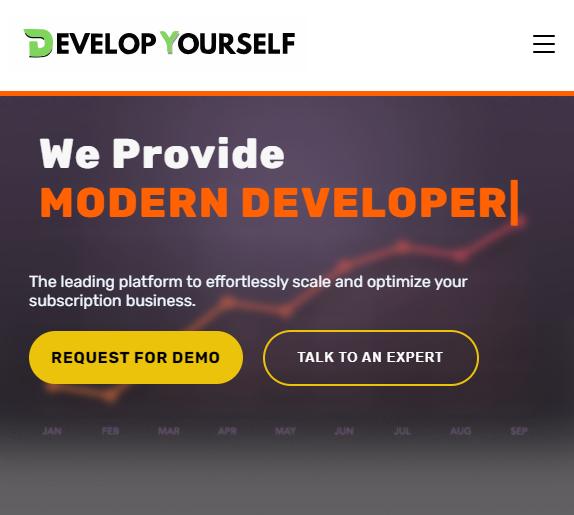 DEVELOP YOURSELF
We Provide
MODERN DEVELOPER|
The leading platform to effortlessly scale and optimize your
subscription business.
REQUEST FOR DEMO
TALK TO AN EXPERT
JAN FEB MAR APR MAY JUN JUL AUG SEP